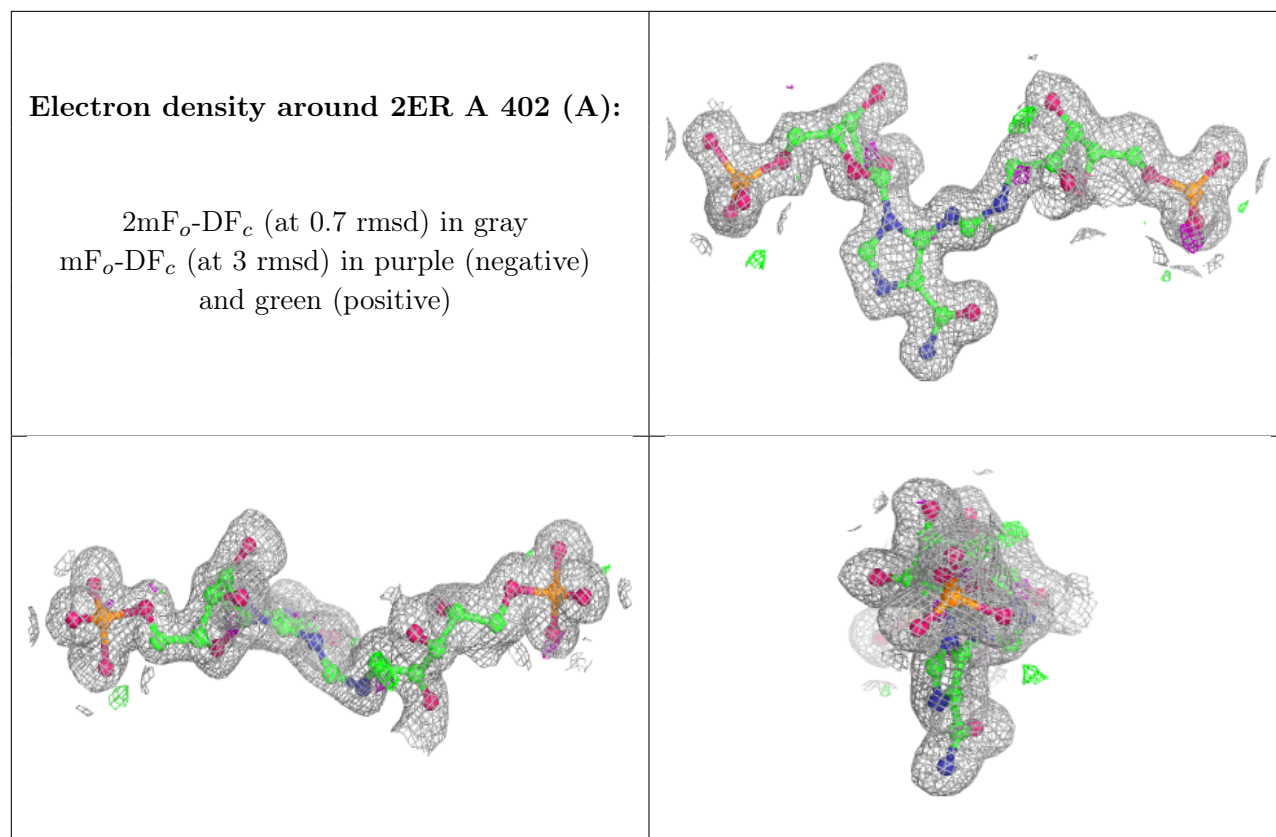 Electron density around 2ER A 402 (A):
2mFₒ-DF𝒸 (at 0.7 rmsd) in gray
mFₒ-DF𝒸 (at 3 rmsd) in purple (negative)
and green (positive)